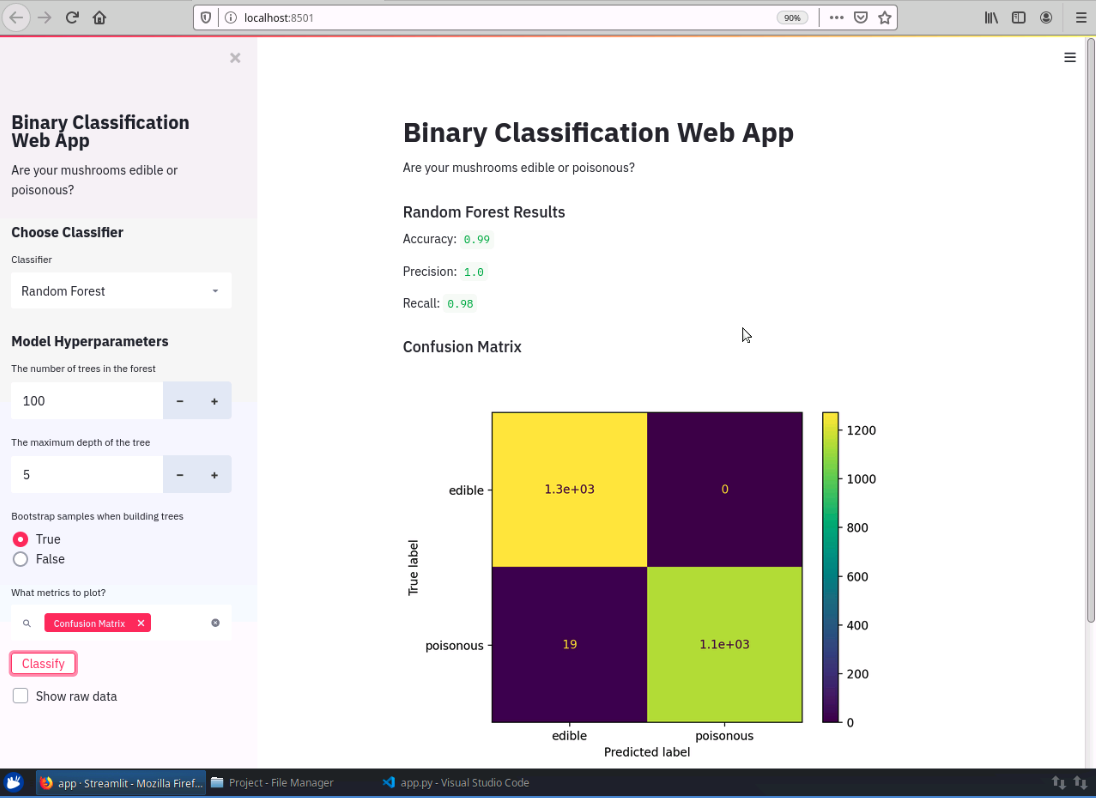 localhost:8501
90%
Binary Classification
Web App
Are your mushrooms edible or
poisonous?
Choose Classifier
Classifier
Random Forest
Model Hyperparameters
The number of trees in the forest
100
The maximum depth of the tree
5
Bootstrap samples when building trees
True
False
What metrics to plot?
Confusion Matrix
Classify
Show raw data
Binary Classification Web App
Are your mushrooms edible or poisonous?
Random Forest Results
Accuracy: 0.99
Precision: 1.0
Recall: 0.98
Confusion Matrix
edible
1.3e+03
0
poisonous
19
1.1e+03
True label
edible
poisonous
Predicted label
1200
1000
800
600
400
200
0
app · Streamlit - Mozilla Firef...
Project - File Manager
app.py - Visual Studio Code